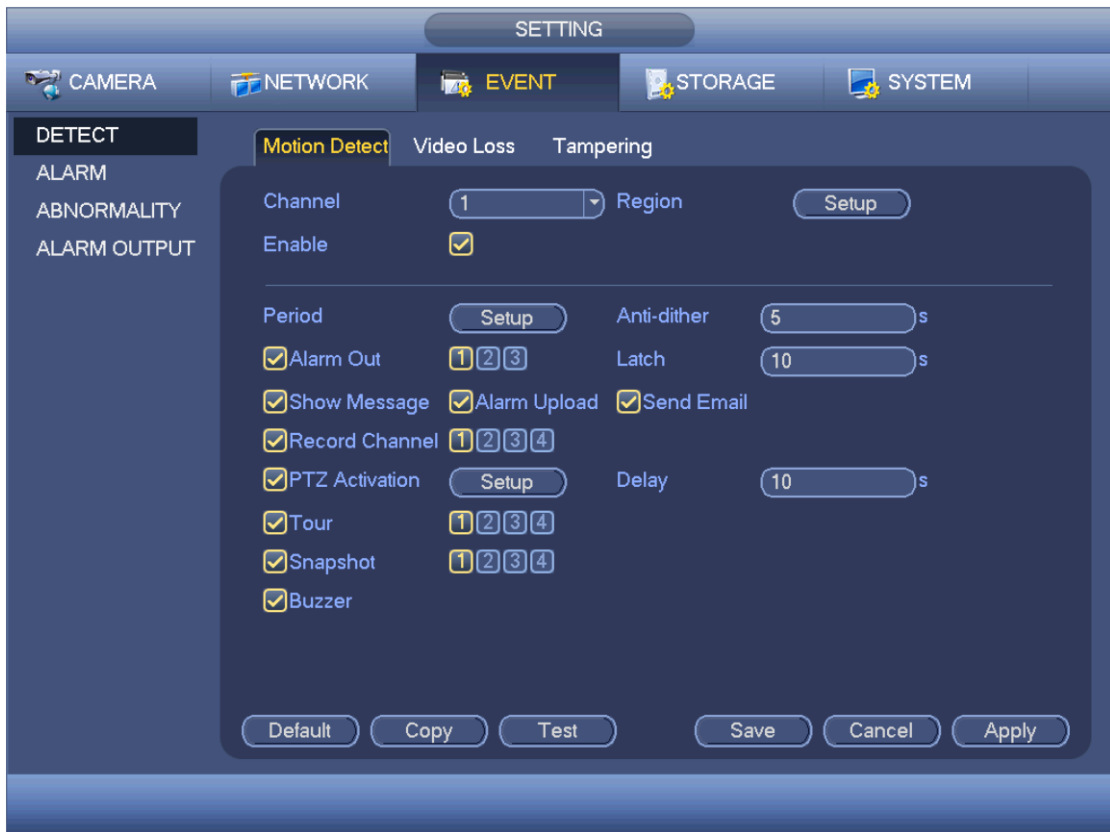 SETTING
CAMERA NETWORK EVENT STORAGE SYSTEM
DETECT
ALARM
ABNORMALITY
ALARM OUTPUT
Motion Detect Video Loss Tampering
Channel 1 Region Setup
Enable
Period Setup Anti-dither 5 s
Alarm Out 1 2 3 Latch 10 s
Show Message Alarm Upload Send Email
Record Channel 1 2 3 4
PTZ Activation Setup Delay 10 s
Tour 1 2 3 4
Snapshot 1 2 3 4
Buzzer
Default Copy Test Save Cancel Apply